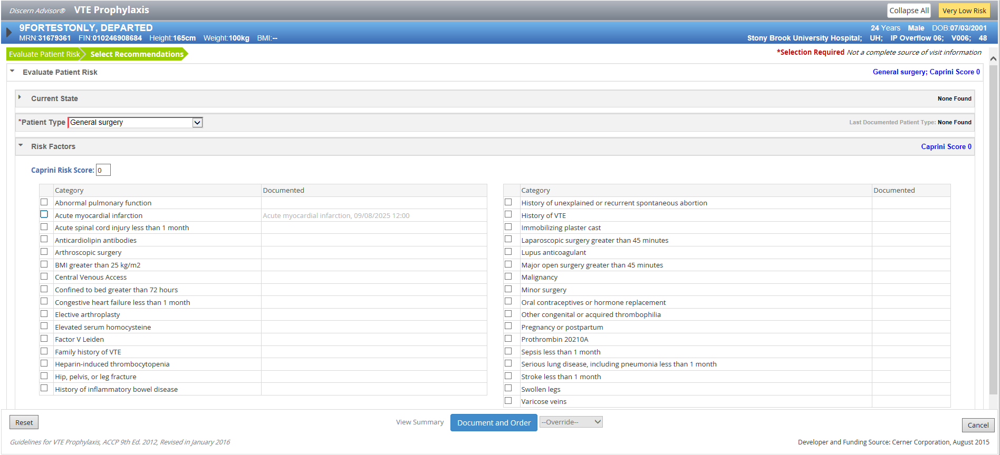 Discern Advisor® VTE Prophylaxis Collapse All Very Low Risk
9FORTESTONLY, DEPARTED 24 Years Male DOB:07/03/2001
MRN:31679361 FIN:010246908684 Height:165cm Weight:100kg BMI:-- Stony Brook University Hospital; UH; IP Overflow 06; V006; 48
Evaluate Patient Risk Select Recommendations *Selection Required Not a complete source of visit information
Evaluate Patient Risk General surgery; Caprini Score 0
Current State None Found
*Patient Type General surgery Last Documented Patient Type: None Found
Risk Factors Caprini Score 0
Caprini Risk Score: 0
Category Documented
Abnormal pulmonary function
Acute myocardial infarction Acute myocardial infarction, 09/08/2025 12:00
Acute spinal cord injury less than 1 month
Anticardiolipin antibodies
Arthroscopic surgery
BMI greater than 25 kg/m2
Central Venous Access
Confined to bed greater than 72 hours
Congestive heart failure less than 1 month
Elective arthroplasty
Elevated serum homocysteine
Factor V Leiden
Family history of VTE
Heparin-induced thrombocytopenia
Hip, pelvis, or leg fracture
History of inflammatory bowel disease
Category Documented
History of unexplained or recurrent spontaneous abortion
History of VTE
Immobilizing plaster cast
Laparoscopic surgery greater than 45 minutes
Lupus anticoagulant
Major open surgery greater than 45 minutes
Malignancy
Minor surgery
Oral contraceptives or hormone replacement
Other congenital or acquired thrombophilia
Pregnancy or postpartum
Prothrombin 20210A
Sepsis less than 1 month
Serious lung disease, including pneumonia less than 1 month
Stroke less than 1 month
Swollen legs
Varicose veins
Reset View Summary Document and Order --Override-- Cancel
Guidelines for VTE Prophylaxis, ACCP 9th Ed. 2012, Revised in January 2016 Developer and Funding Source: Cerner Corporation, August 2015